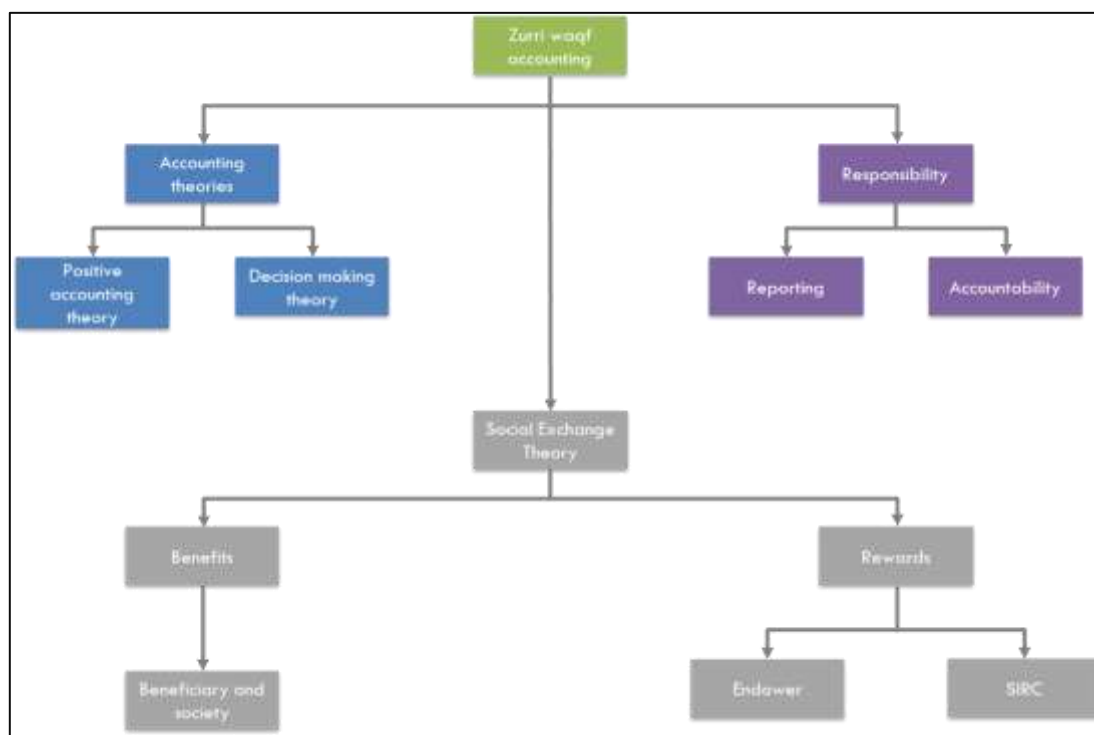 Zurri waqf
accounting
Accounting
theories
Responsibility
Positive
accounting
theory
Decision making
theory
Reporting
Accountability
Social Exchange
Theory
Benefits
Rewards
Beneficiary and
society
Endower
SIRC